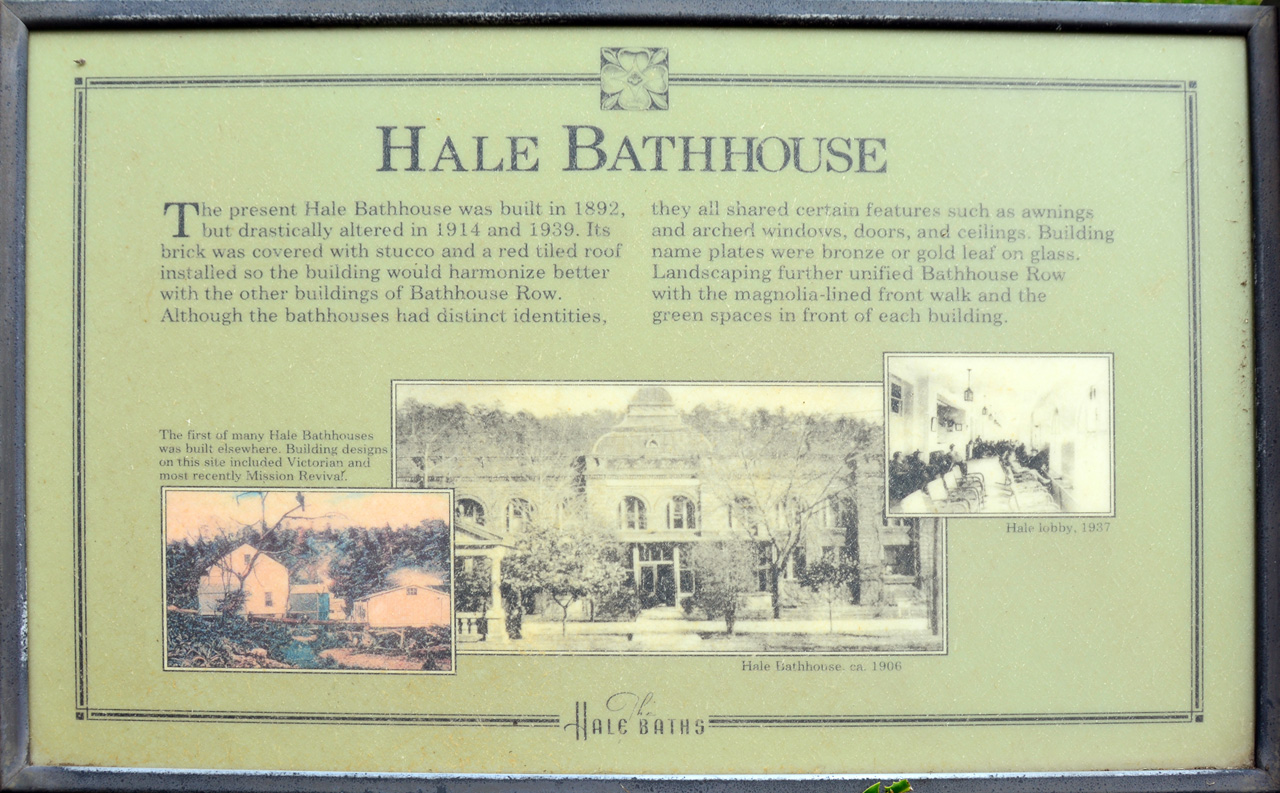 HALE BATHHOUSE
The present Hale Bathhouse was built in 1892,
but drastically altered in 1914 and 1939. Its
brick was covered with stucco and a red tiled roof
installed so the building would harmonize better
with the other buildings of Bathhouse Row.
Although the bathhouses had distinct identities,
they all shared certain features such as awnings
and arched windows, doors, and ceilings. Building
name plates were bronze or gold leaf on glass.
Landscaping further unified Bathhouse Row
with the magnolia-lined front walk and the
green spaces in front of each building.
The first of many Hale Bathhouses
was built elsewhere. Building designs
on this site included Victorian and
most recently Mission Revival.
Hale lobby, 1937
Hale Bathhouse, ca. 1906
The
HALE BATHS